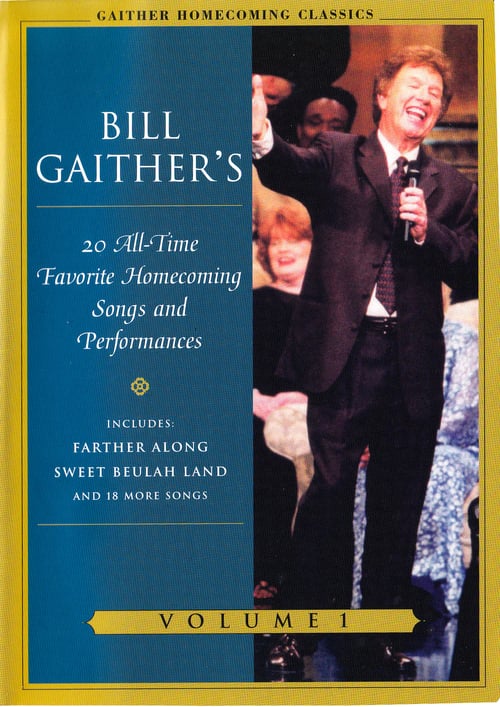 GAITHER HOMECOMING CLASSICS
BILL
GAITHER'S
20 All-Time
Favorite Homecoming
Songs and
Performances
INCLUDES:
FARTHER ALONG
SWEET BEULAH LAND
AND 18 MORE SONGS
VOLUME 1